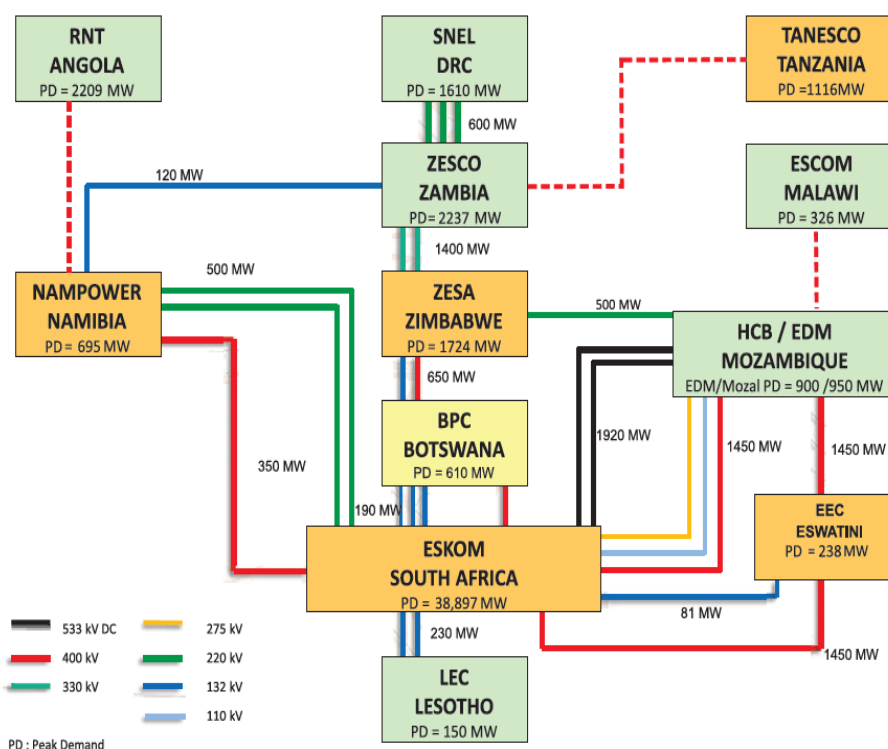 RNT
ANGOLA
PD = 2209 MW
SNEL
DRC
PD = 1610 MW
TANESCO
TANZANIA
PD =1116MW
600 MW
ZESCO
ZAMBIA
PD= 2237 MW
ESCOM
MALAWI
PD = 326 MW
120 MW
1400 MW
500 MW
NAMPOWER
NAMIBIA
PD = 695 MW
ZESA
ZIMBABWE
PD = 1724 MW
500 MW
HCB / EDM
MOZAMBIQUE
EDM/Mozal PD = 900 /950 MW
650 MW
BPC
BOTSWANA
PD = 610 MW
350 MW
1920 MW
1450 MW
1450 MW
190 MW
EEC
ESWATINI
PD = 238 MW
ESKOM
SOUTH AFRICA
PD = 38,897 MW
81 MW
230 MW
1450 MW
LEC
LESOTHO
PD = 150 MW
533 kV DC
400 kV
330 kV
275 kV
220 kV
132 kV
110 kV
PD : Peak Demand